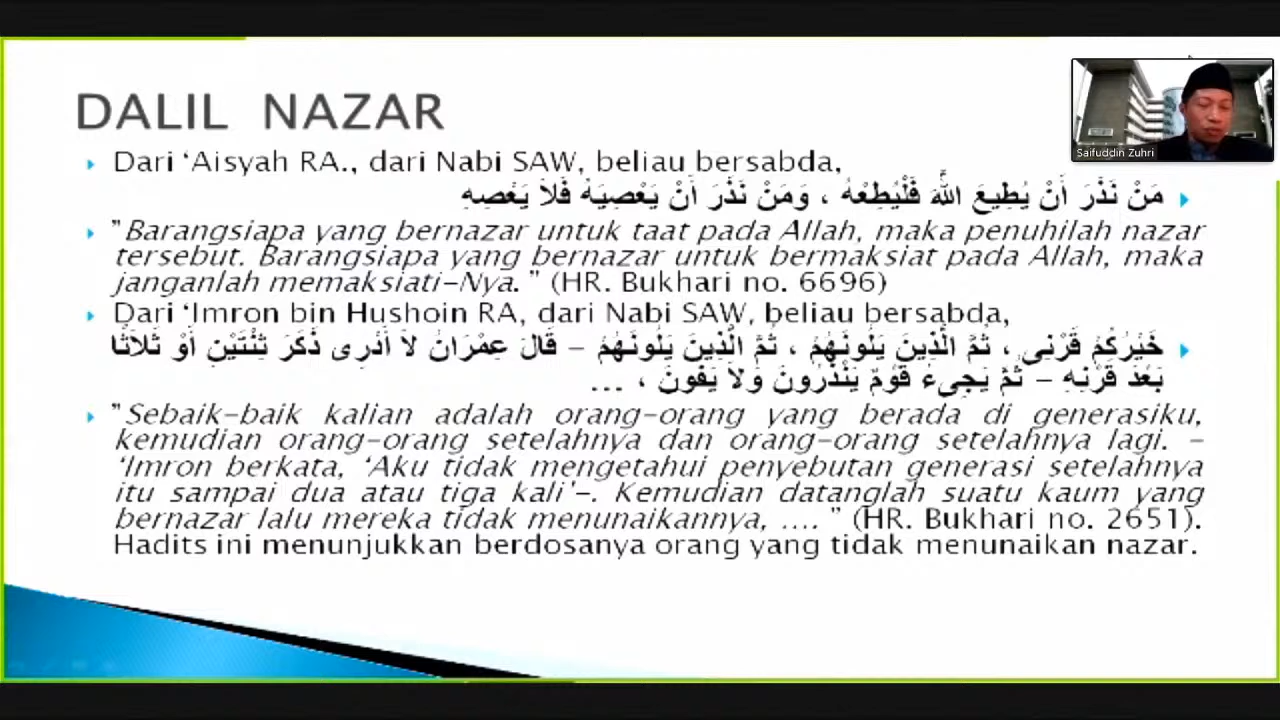 DALIL NAZAR
Dari ‘Aisyah RA., dari Nabi SAW, beliau bersabda,
مَنْ نَذَرَ أَنْ يُطِيعَ اللَّهَ فَلْيُطِعْهُ ، وَمَنْ نَذَرَ أَنْ يَعْصِيَهُ فَلاَ يَعْصِهِ
"Barangsiapa yang bernazar untuk taat pada Allah, maka penuhilah nazar
tersebut. Barangsiapa yang bernazar untuk bermaksiat pada Allah, maka
janganlah memaksiati-Nya. " (HR. Bukhari no. 6696)
Dari ‘Imron bin Hushoin RA, dari Nabi SAW, beliau bersabda,
خَيْرُكُمْ قَرْنِى ، ثُمَّ الَّذِينَ يَلُونَهُمْ ، ثُمَّ الَّذِينَ يَلُونَهُمْ – قَالَ عِمْرَانُ لاَ أَدْرِى ذَكَرَ ثِنْتَيْنِ أَوْ ثَلاَثًا
بَعْدَ قَرْنِهِ – ثُمَّ يَجِىءُ قَوْمٌ يَنْذُرُونَ وَلاَ يَفُونَ ، ...
"Sebaik-baik kalian adalah orang-orang yang berada di generasiku,
kemudian orang-orang setelahnya dan orang-orang setelahnya lagi. -
‘Imron berkata, ‘Aku tidak mengetahui penyebutan generasi setelahnya
itu sampai dua atau tiga kali’-. Kemudian datanglah suatu kaum yang
bernazar lalu mereka tidak menunaikannya, .... " (HR. Bukhari no. 2651).
Hadits ini menunjukkan berdosanya orang yang tidak menunaikan nazar.
Saifuddin Zuhri